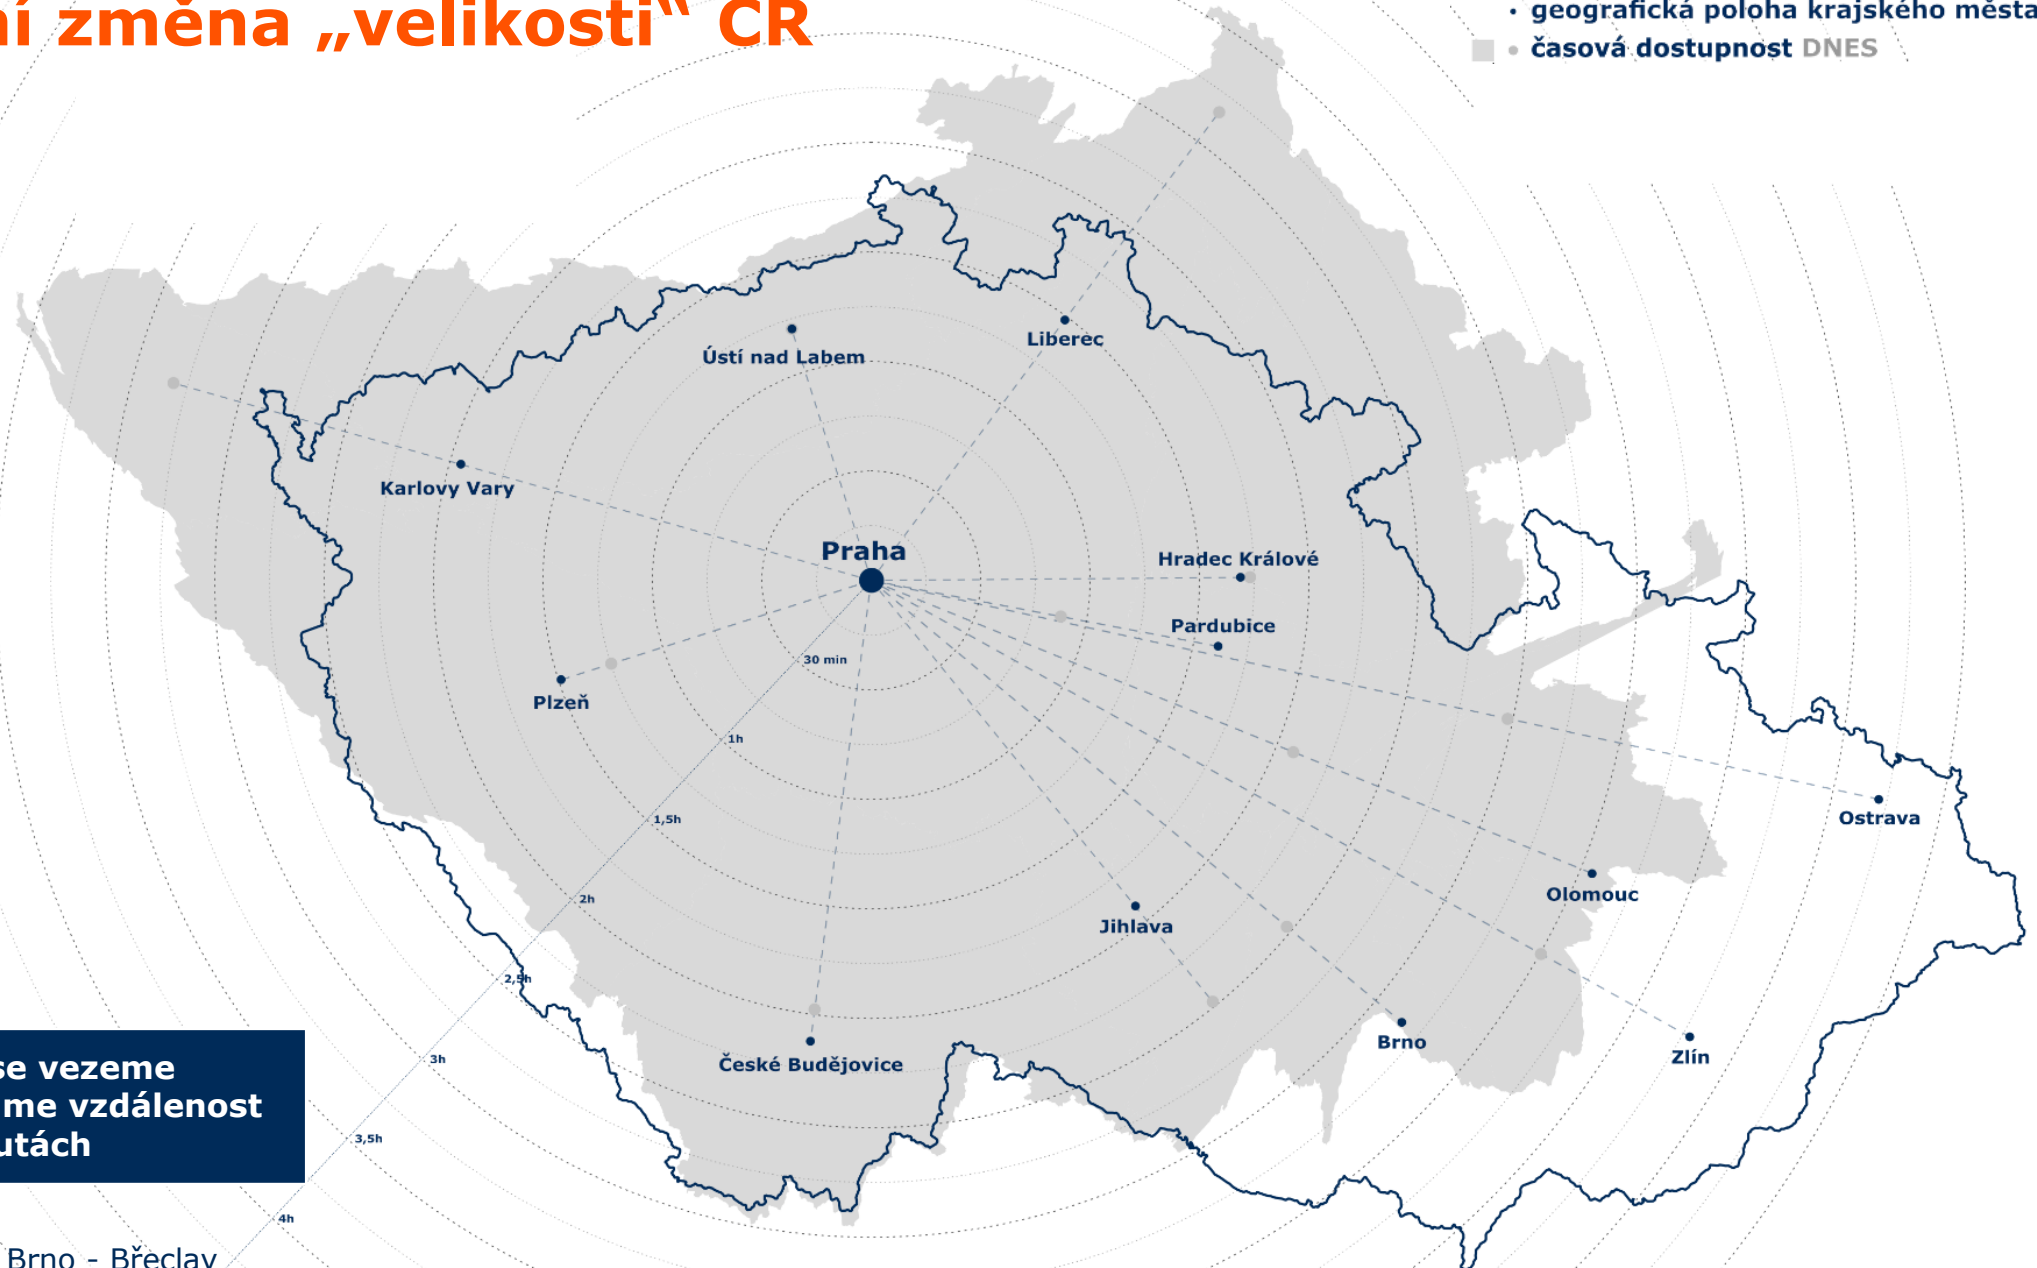 ní změna „velikosti“ ČR
• geografická poloha krajského města
• časová dostupnost DNES
Liberec
Ústí nad Labem
Karlovy Vary
Praha
Hradec Králové
Pardubice
30 min
Plzeň
1h
Ostrava
1,5h
Olomouc
2h
Jihlava
2,5h
Brno
Zlín
České Budějovice
3h
se vezeme
me vzdálenost
utách
3,5h
4h
Brno - Břeclav